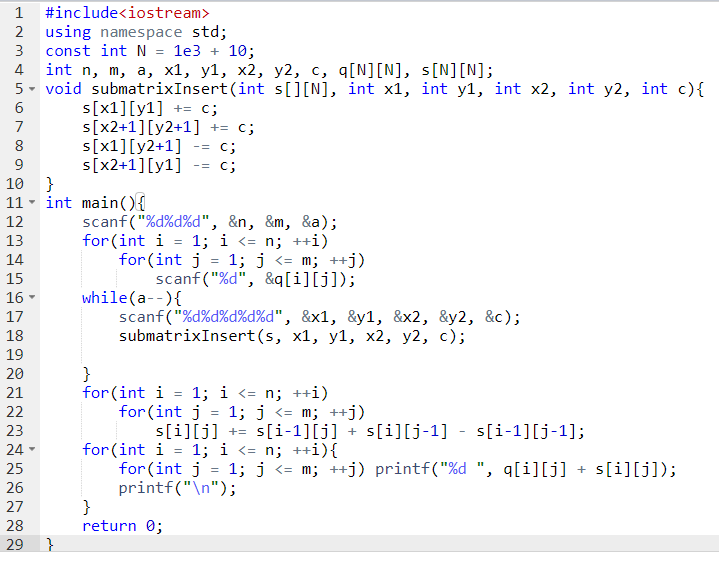 1 #include<iostream>
2 using namespace std;
3 const int N = 1e3 + 10;
4 int n, m, a, x1, y1, x2, y2, c, q[N][N], s[N][N];
5 void submatrixInsert(int s[][N], int x1, int y1, int x2, int y2, int c){
6     s[x1][y1] += c;
7     s[x2+1][y2+1] += c;
8     s[x1][y2+1] -= c;
9     s[x2+1][y1] -= c;
10 }
11 int main(){
12     scanf("%d%d%d", &n, &m, &a);
13     for(int i = 1; i <= n; ++i)
14         for(int j = 1; j <= m; ++j)
15             scanf("%d", &q[i][j]);
16     while(a--){
17         scanf("%d%d%d%d%d", &x1, &y1, &x2, &y2, &c);
18         submatrixInsert(s, x1, y1, x2, y2, c);
19
20     }
21     for(int i = 1; i <= n; ++i)
22         for(int j = 1; j <= m; ++j)
23             s[i][j] += s[i-1][j] + s[i][j-1] - s[i-1][j-1];
24     for(int i = 1; i <= n; ++i){
25         for(int j = 1; j <= m; ++j) printf("%d ", q[i][j] + s[i][j]);
26         printf("\n");
27     }
28     return 0;
29 }